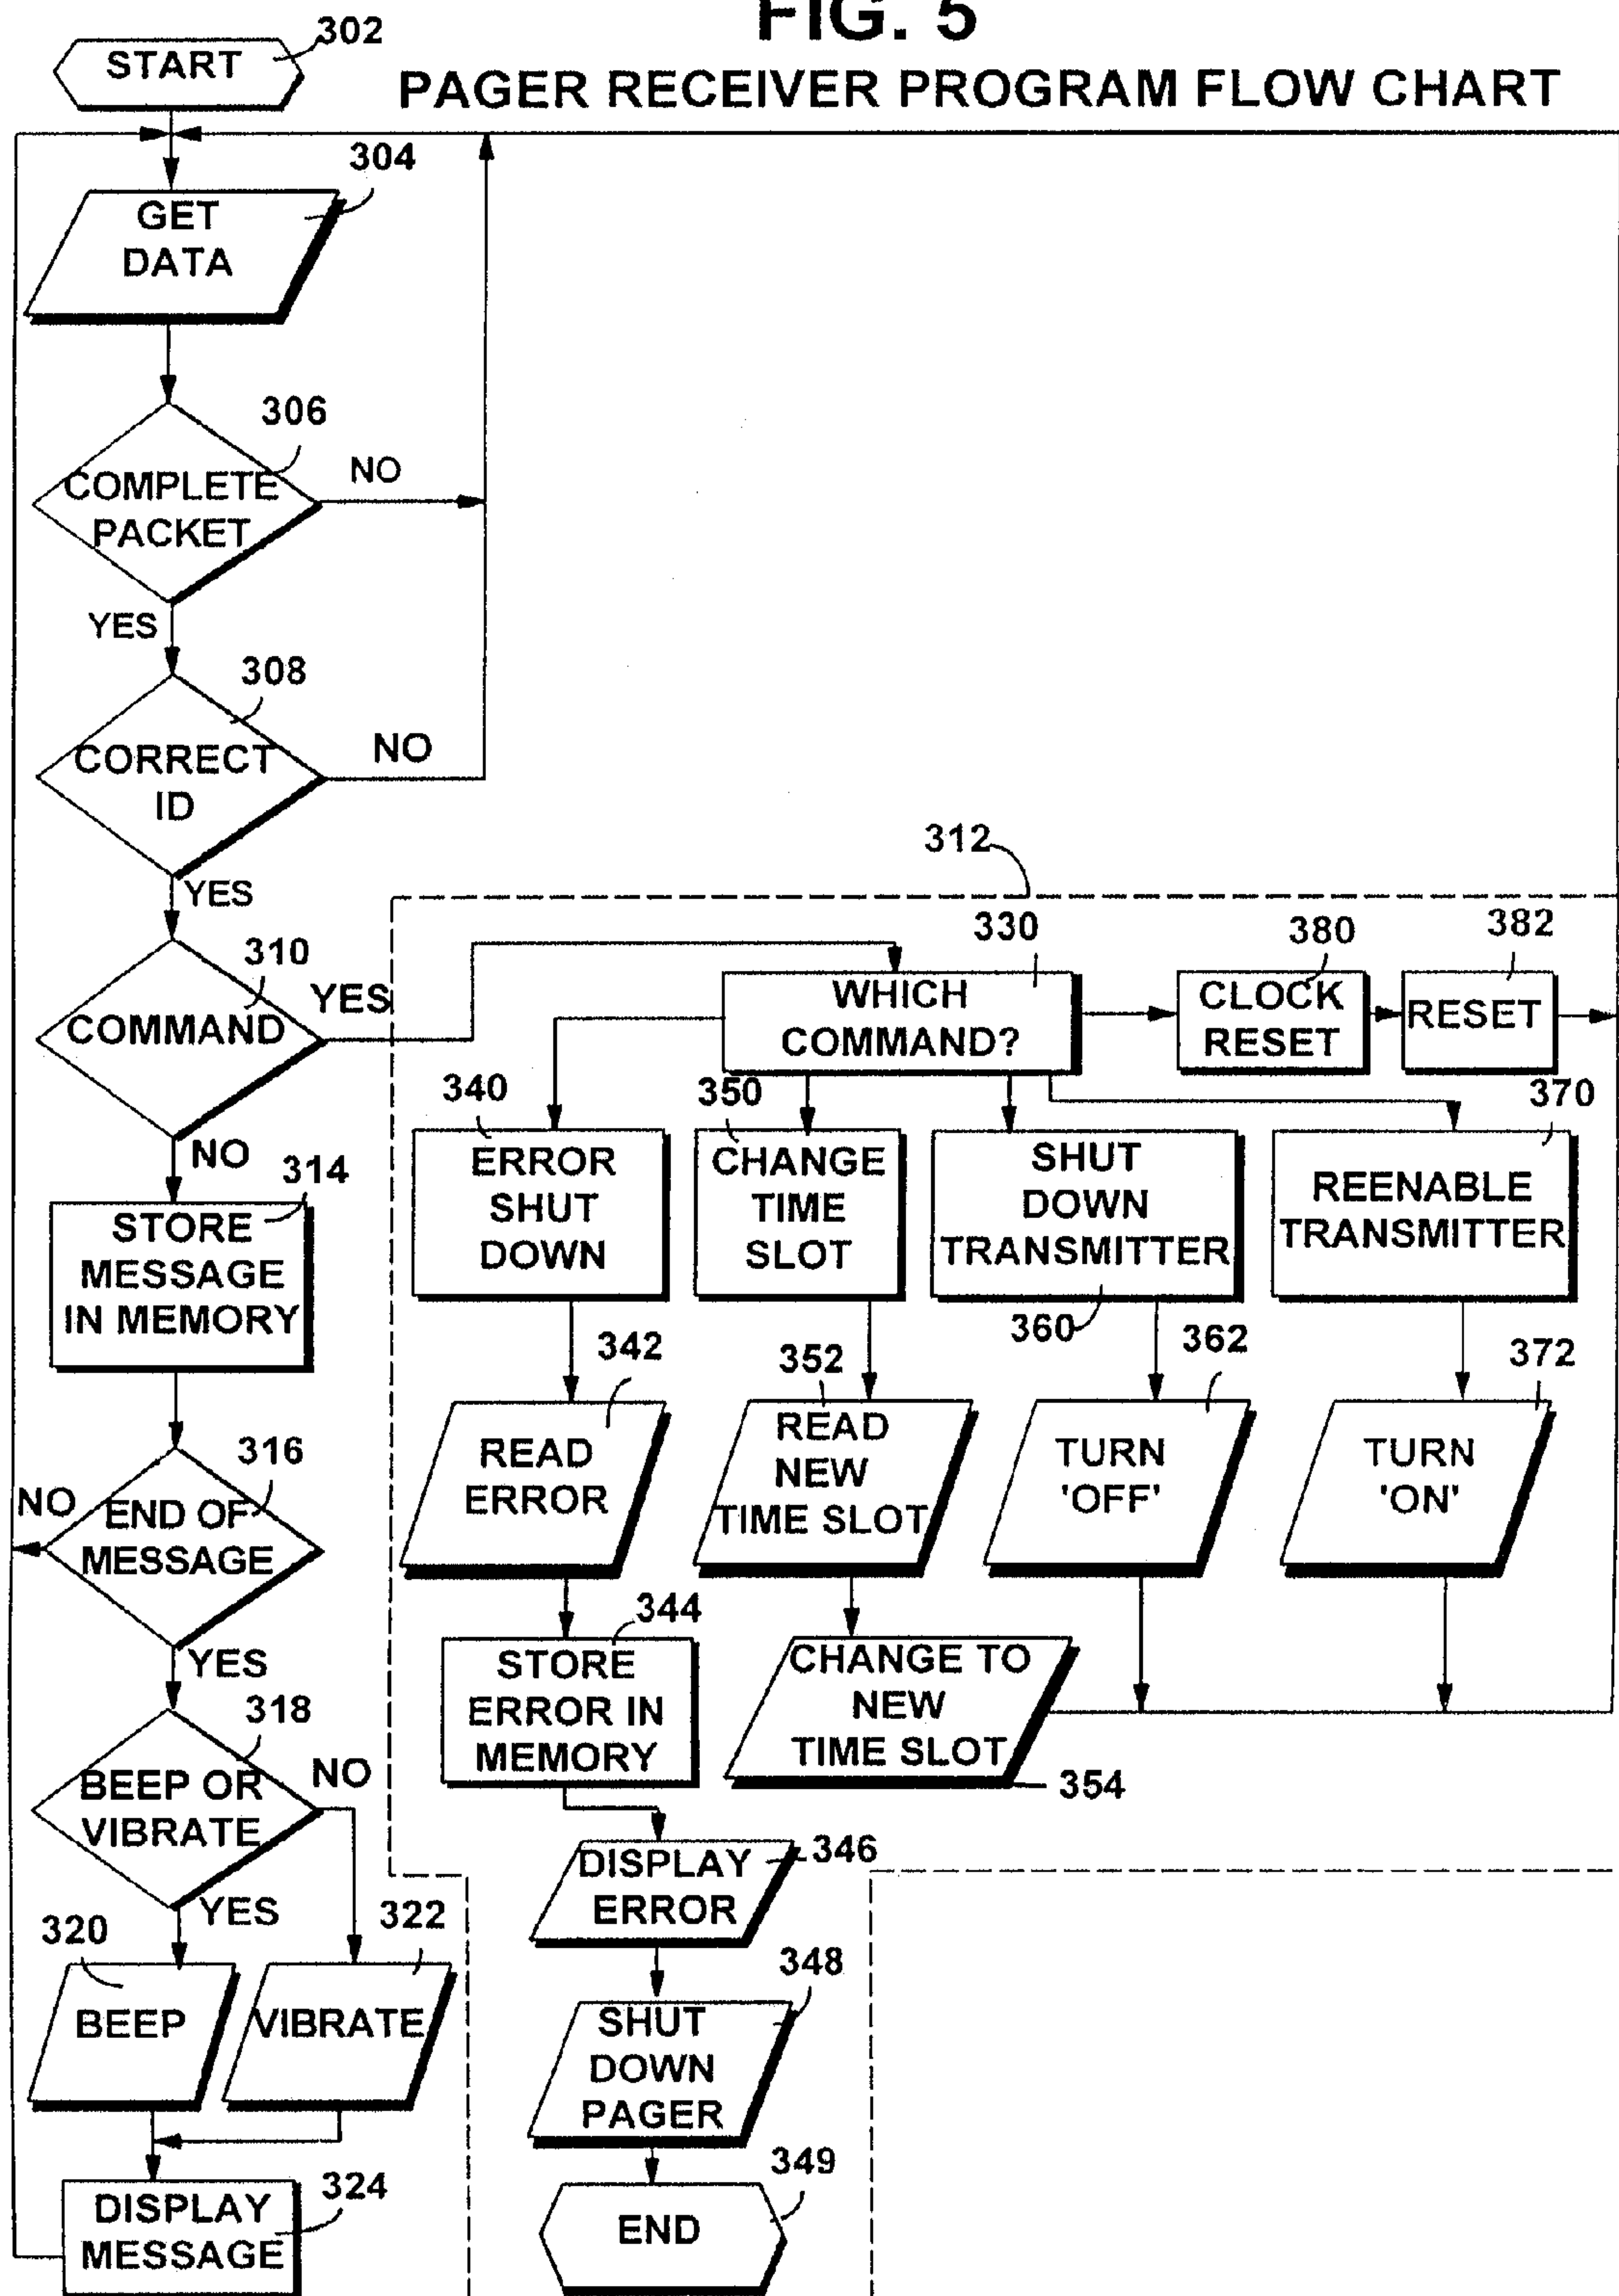 FIG. 5
PAGER RECEIVER PROGRAM FLOW CHART
START
302
GET
DATA
304
COMPLETE
PACKET
306
NO
YES
CORRECT
ID
308
NO
YES
COMMAND
310
YES
NO
312
WHICH
COMMAND?
330
CLOCK
RESET
380
RESET
382
STORE
MESSAGE
IN MEMORY
314
END OF
MESSAGE
316
NO
YES
BEEP OR
VIBRATE
318
NO
YES
BEEP
320
VIBRATE
322
DISPLAY
MESSAGE
324
ERROR
SHUT
DOWN
340
READ
ERROR
342
STORE
ERROR IN
MEMORY
344
DISPLAY
ERROR
346
SHUT
DOWN
PAGER
348
END
349
CHANGE
TIME
SLOT
350
READ
NEW
TIME SLOT
352
CHANGE TO
NEW
TIME SLOT
354
SHUT
DOWN
TRANSMITTER
360
TURN
'OFF'
362
REENABLE
TRANSMITTER
370
TURN
'ON'
372